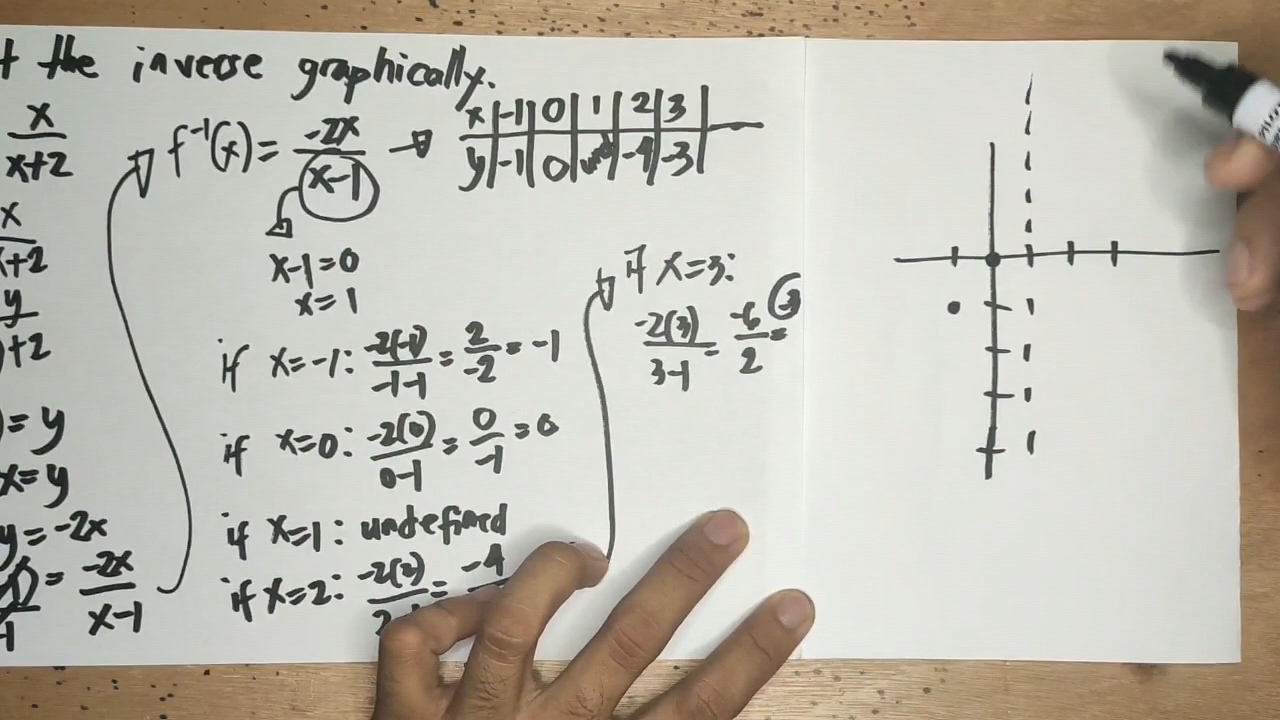 the inverse graphically.
x
x+2
x
x+2
y
+2
= y
x=y
y = -2x
= -2x
x-1
f⁻¹(x) = -2x
x-1
x-1=0
x=1
x | -1 | 0 | 1 | 2 | 3 |
y | -1 | 0 | und | -4 | -3 |
if x=-1: -2(-1) = 2 = -1
-1-1 -2
if x=0: -2(0) = 0 = 0
0-1 -1
if x=1: undefined
if x=2: -2(2) = -4
if x=3:
-2(3) = -6 = -3
3-1 2